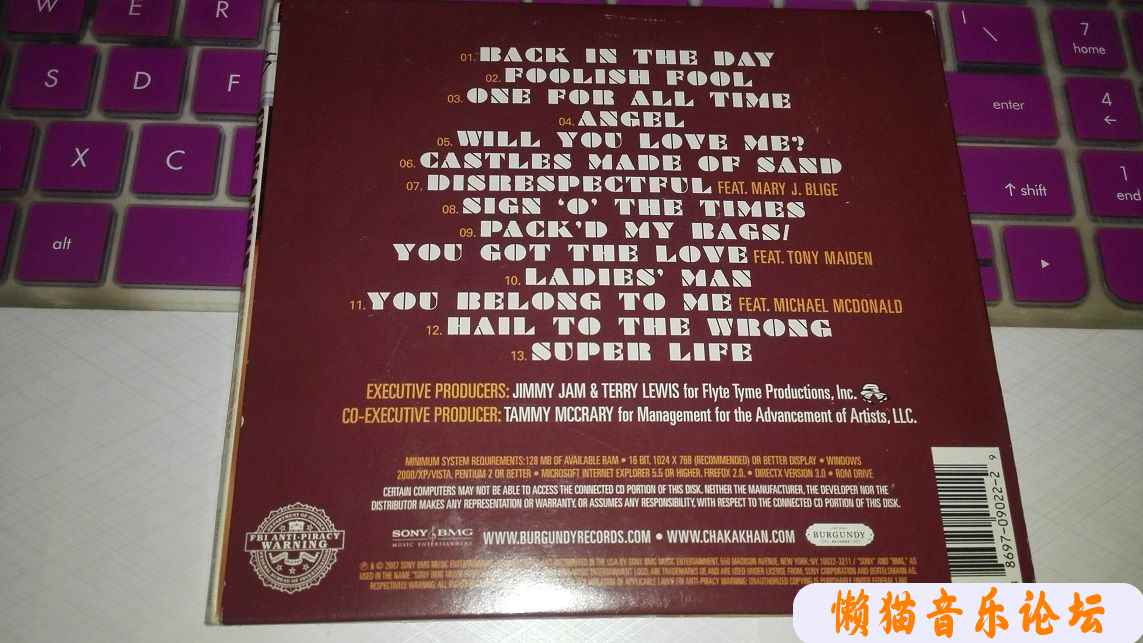 W E R
\
7
home
S D F
enter
4
←
X C
↑ shift
1
end
alt
01. BACK IN THE DAY
02. FOOLISH FOOL
03. ONE FOR ALL TIME
04. ANGEL
05. WILL YOU LOVE ME?
06. CASTLES MADE OF SAND
07. DISRESPECTFUL FEAT. MARY J. BLIGE
08. SIGN 'O' THE TIMES
09. PACK'D MY BAGS/
YOU GOT THE LOVE FEAT. TONY MAIDEN
10. LADIES' MAN
11. YOU BELONG TO ME FEAT. MICHAEL MCDONALD
12. HAIL TO THE WRONG
13. SUPER LIFE
EXECUTIVE PRODUCERS: JIMMY JAM & TERRY LEWIS for Flyte Tyme Productions, Inc.
CO-EXECUTIVE PRODUCER: TAMMY MCCRARY for Management for the Advancement of Artists, LLC.
MINIMUM SYSTEM REQUIREMENTS:128 MB OF AVAILABLE RAM • 16 BIT, 1024 X 768 (RECOMMENDED) OR BETTER DISPLAY • WINDOWS
2000/XP/VISTA, PENTIUM 2 OR BETTER • MICROSOFT INTERNET EXPLORER 5.5 OR HIGHER, FIREFOX 2.0. • DIRECTX VERSION 3.0 • ROM DRIVE
CERTAIN COMPUTERS MAY NOT BE ABLE TO ACCESS THE CONNECTED CD PORTION OF THIS DISK. NEITHER THE MANUFACTURER, THE DEVELOPER NOR THE
DISTRIBUTOR MAKES ANY REPRESENTATION OR WARRANTY, OR ASSUMES ANY RESPONSIBILITY, WITH RESPECT TO THE CONNECTED CD PORTION OF THIS DISK.
FBI ANTI-PIRACY
WARNING
SONY BMG
MUSIC ENTERTAINMENT
WWW.BURGUNDYRECORDS.COM • WWW.CHAKAKHAN.COM
BURGUNDY
8697-09022-2 9
懒猫音乐论坛